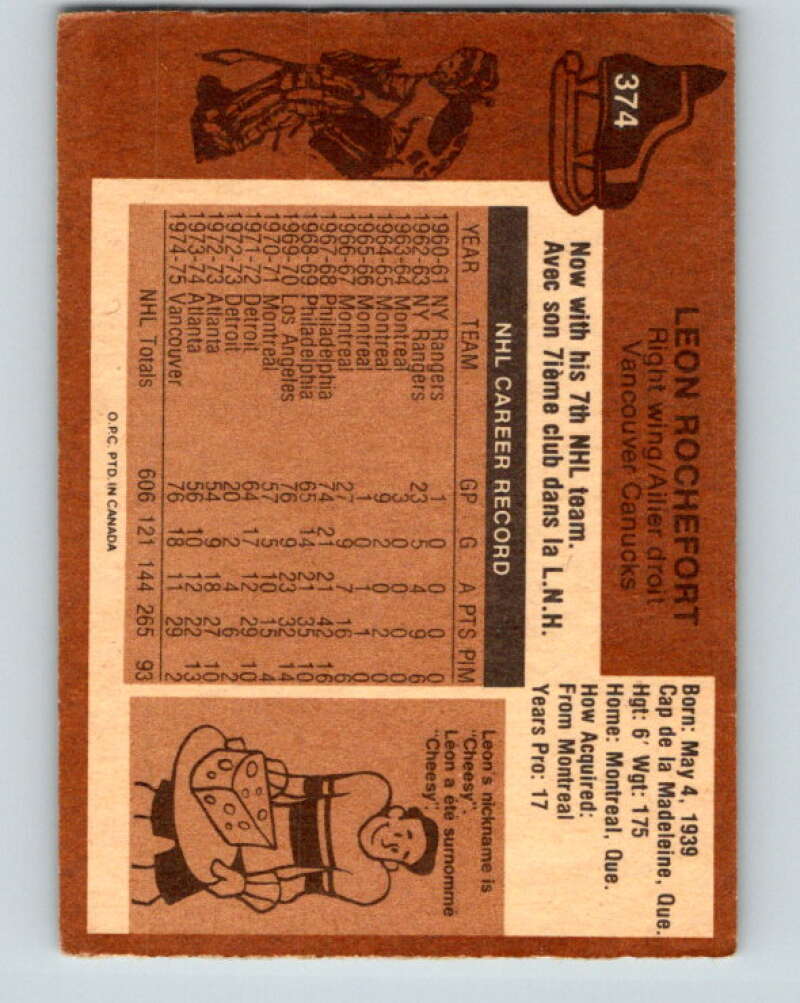 374
LEON ROCHEFORT
Right wing/Ailier droit
Vancouver Canucks
Born: May 4, 1939
Cap de la Madeleine, Que.
Hgt: 6' Wgt: 175
Home: Montreal, Que.
How Acquired:
From Montreal
Years Pro: 17
Now with his 7th NHL team.
Avec son 7ième club dans la L.N.H.
NHL CAREER RECORD
YEAR TEAM GP G A PTS PIM
1960-61 NY Rangers 1 0 0 0 0
1962-63 NY Rangers 23 5 4 9 6
1963-64 Montreal 3 0 0 0 0
1964-65 Montreal 9 2 0 2 0
1965-66 Montreal 1 0 1 1 0
1966-67 Montreal 27 9 7 16 6
1967-68 Philadelphia 74 21 21 42 16
1968-69 Philadelphia 65 14 21 35 10
1969-70 Los Angeles 76 9 23 32 14
1970-71 Montreal 57 5 10 15 4
1971-72 Detroit 64 17 12 29 10
1972-73 Detroit 20 2 4 6 2
1972-73 Atlanta 54 9 18 27 10
1973-74 Atlanta 56 10 12 22 13
1974-75 Vancouver 76 18 11 29 2
NHL Totals 606 121 144 265 93
Leon's nickname is
"Cheesy".
Leon a été surnommé
"Cheesy".
O.P.C. PTD. IN CANADA